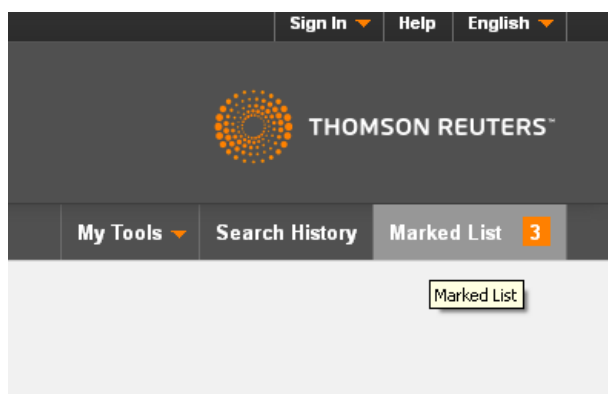 Sign In Help English
THOMSON REUTERS™
My Tools Search History Marked List 3
Marked List